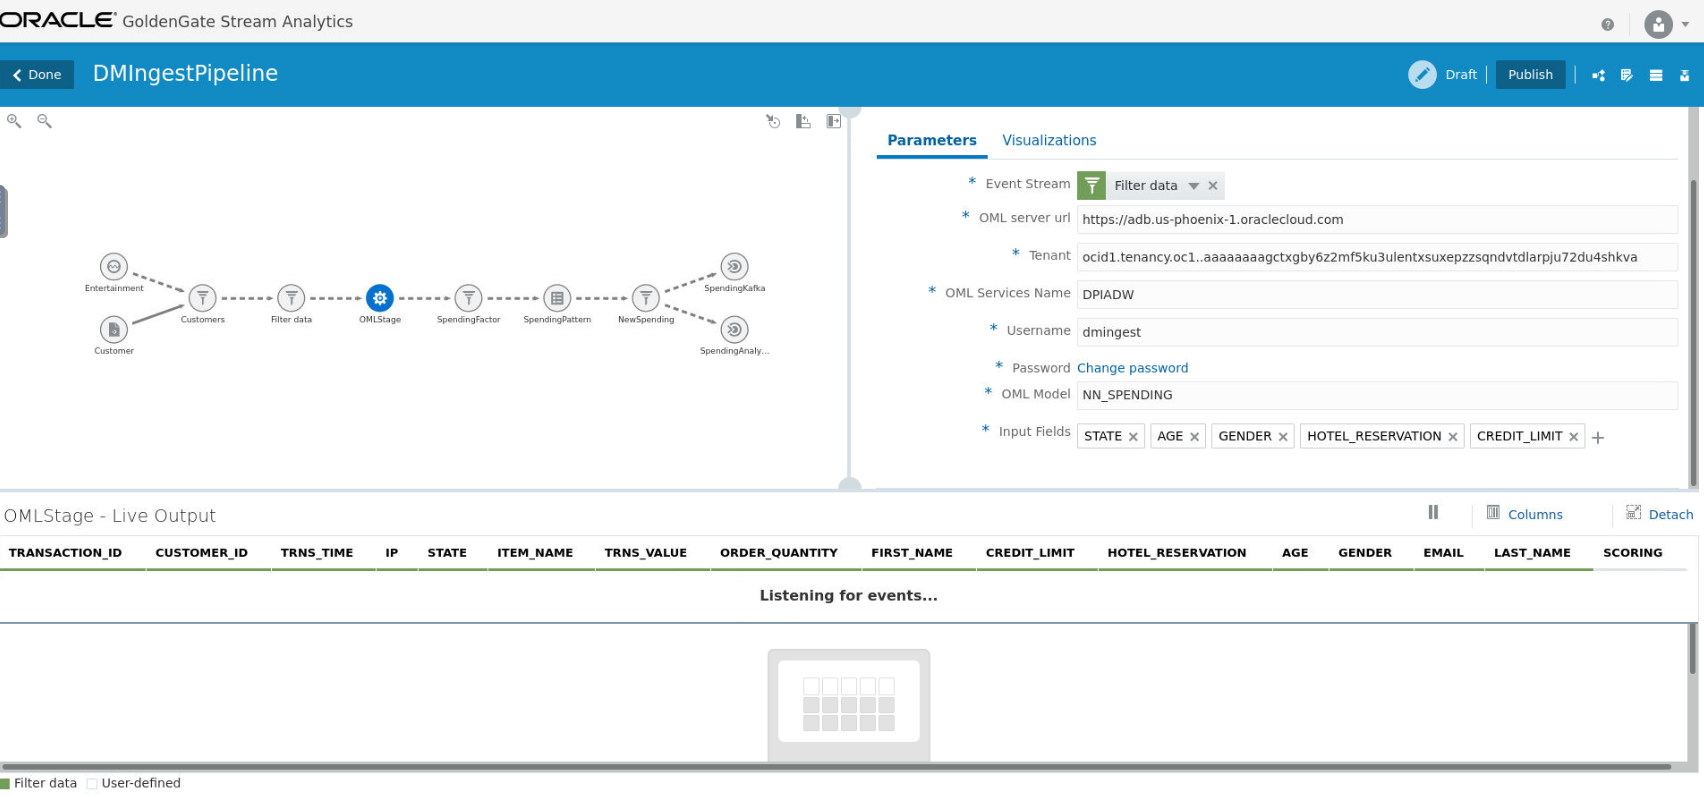 ORACLE GoldenGate Stream Analytics
Done DMIngestPipeline Draft Publish
Parameters Visualizations
* Event Stream Filter data
* OML server url https://adb.us-phoenix-1.oraclecloud.com
* Tenant ocid1.tenancy.oc1..aaaaaaaagctxgby6z2mf5ku3ulentxsuxepzzsqndvtdlarpju72du4shkva
* OML Services Name DPIADW
* Username dmingest
* Password Change password
* OML Model NN_SPENDING
* Input Fields STATE AGE GENDER HOTEL_RESERVATION CREDIT_LIMIT
Entertainment SpendingKafka
Customers Filter data OMLStage SpendingFactor SpendingPattern NewSpending
Customer SpendingAnaly...
OMLStage - Live Output Columns Detach
TRANSACTION_ID CUSTOMER_ID TRNS_TIME IP STATE ITEM_NAME TRNS_VALUE ORDER_QUANTITY FIRST_NAME CREDIT_LIMIT HOTEL_RESERVATION AGE GENDER EMAIL LAST_NAME SCORING
Listening for events...
Filter data User-defined